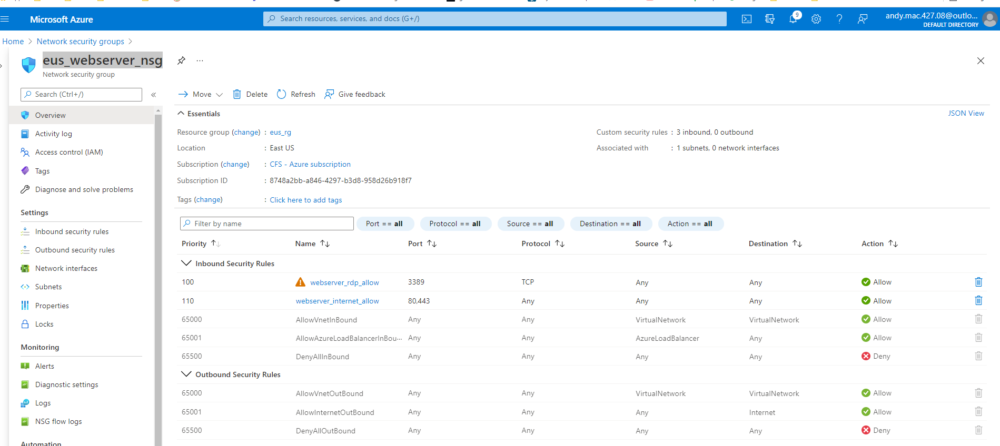 Microsoft Azure
Search resources, services, and docs (G+/)
9
andy.mac.427.08@outlo...
DEFAULT DIRECTORY
Home > Network security groups >
eus_webserver_nsg
Network security group
Search (Ctrl+/)
«
Move
Delete
Refresh
Give feedback
Overview
Activity log
Access control (IAM)
Tags
Diagnose and solve problems
Settings
Inbound security rules
Outbound security rules
Network interfaces
Subnets
Properties
Locks
Monitoring
Alerts
Diagnostic settings
Logs
NSG flow logs
Automation
Essentials
JSON View
Resource group (change) : eus_rg
Location : East US
Subscription (change) : CFS - Azure subscription
Subscription ID : 8748a2bb-a846-4297-b3d8-958d26b918f7
Tags (change) : Click here to add tags
Custom security rules : 3 inbound, 0 outbound
Associated with : 1 subnets, 0 network interfaces
Filter by name
Port == all
Protocol == all
Source == all
Destination == all
Action == all
Priority Name Port Protocol Source Destination Action
Inbound Security Rules
100 webserver_rdp_allow 3389 TCP Any Any Allow
110 webserver_internet_allow 80,443 Any Any Any Allow
65000 AllowVnetInBound Any Any VirtualNetwork VirtualNetwork Allow
65001 AllowAzureLoadBalancerInBou... Any Any AzureLoadBalancer Any Allow
65500 DenyAllInBound Any Any Any Any Deny
Outbound Security Rules
65000 AllowVnetOutBound Any Any VirtualNetwork VirtualNetwork Allow
65001 AllowInternetOutBound Any Any Any Internet Allow
65500 DenyAllOutBound Any Any Any Any Deny